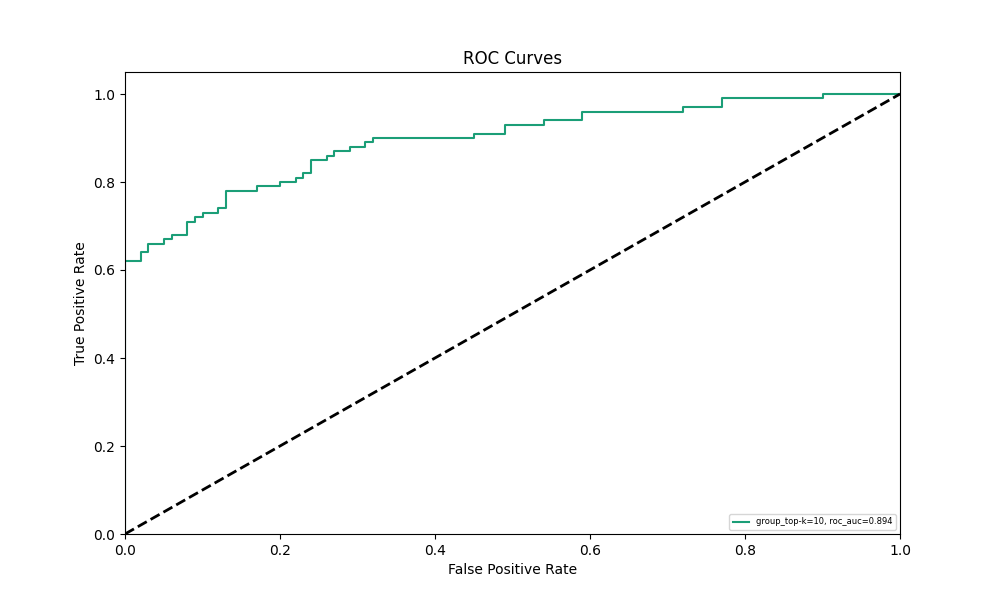 ROC Curves
1.0
0.8
0.6
0.4
0.2
0.0
True Positive Rate
group_top-k=10, roc_auc=0.894
0.0 0.2 0.4 0.6 0.8 1.0
False Positive Rate